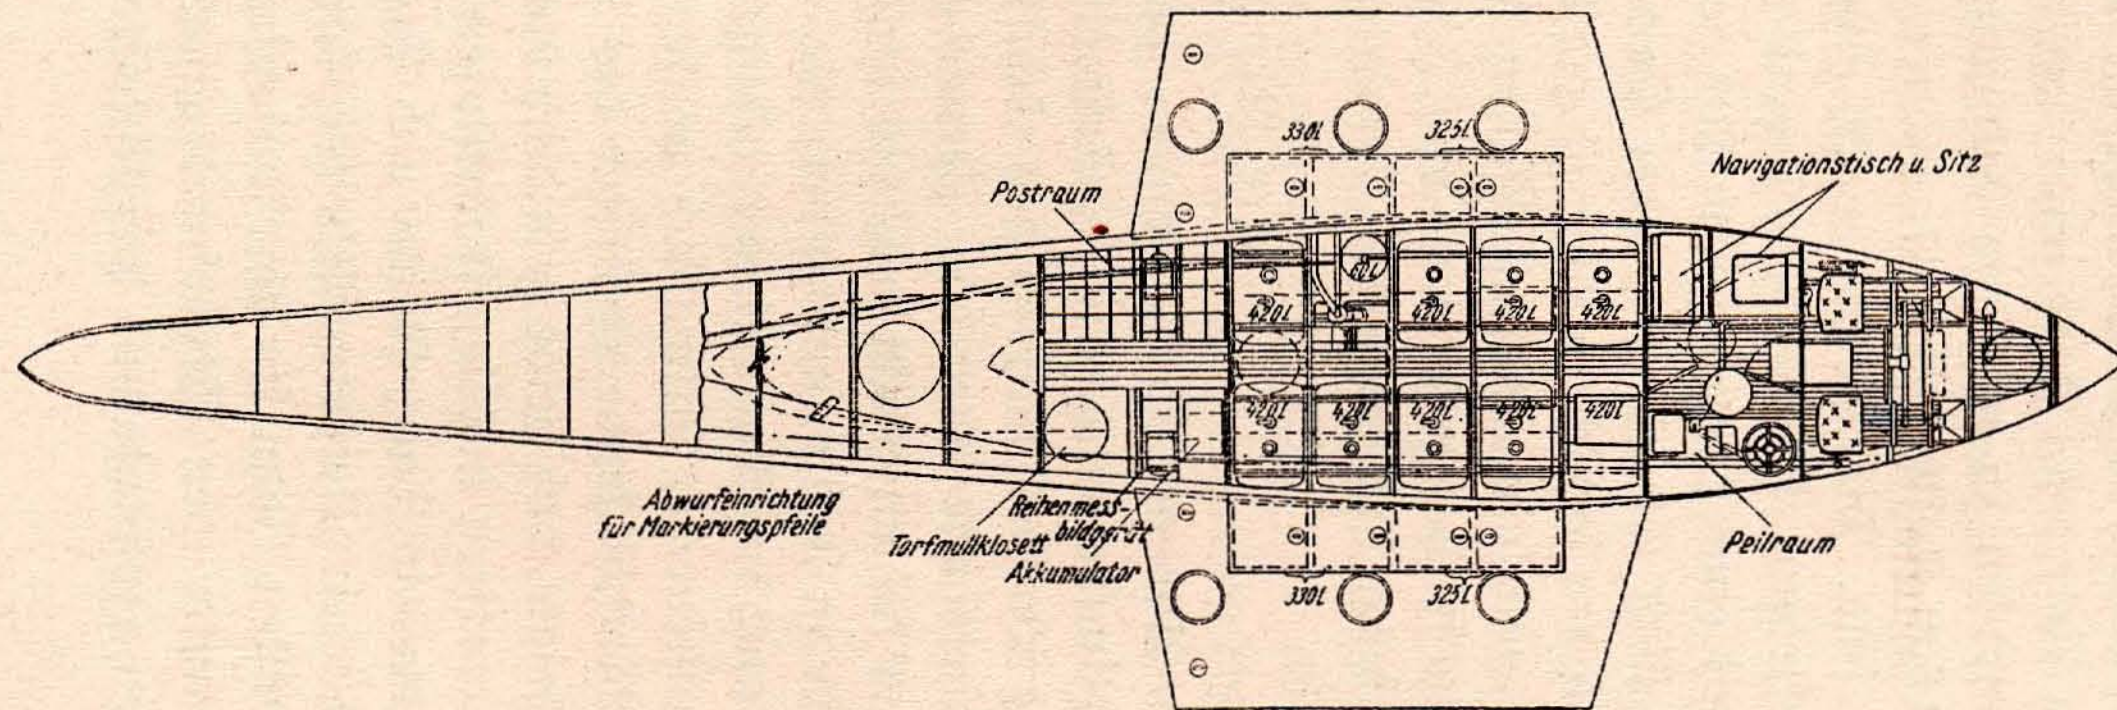 330l 325l
Navigationstisch u. Sitz
Postraum
60l
420l 420l 420l 420l
420l 420l 420l 420l 420l
Abwurfeinrichtung
für Markierungspfeile
Reihenmess-
bildgerät
Torfmullklosett
Akkumulator
Peilraum
330l 325l